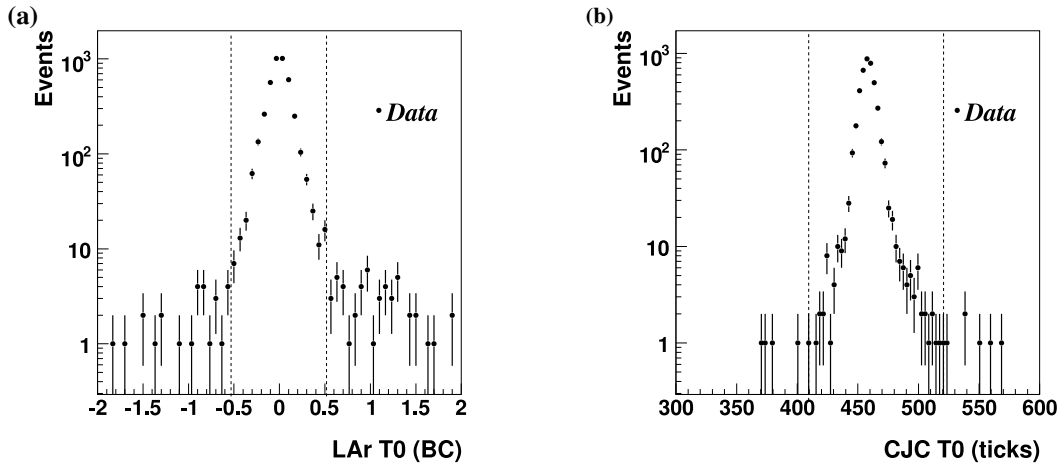 (a)
Events
10³
10²
10
1
Data
-2 -1.5 -1 -0.5 0 0.5 1 1.5 2
LAr T0 (BC)
(b)
Events
10³
10²
10
1
Data
300 350 400 450 500 550 600
CJC T0 (ticks)